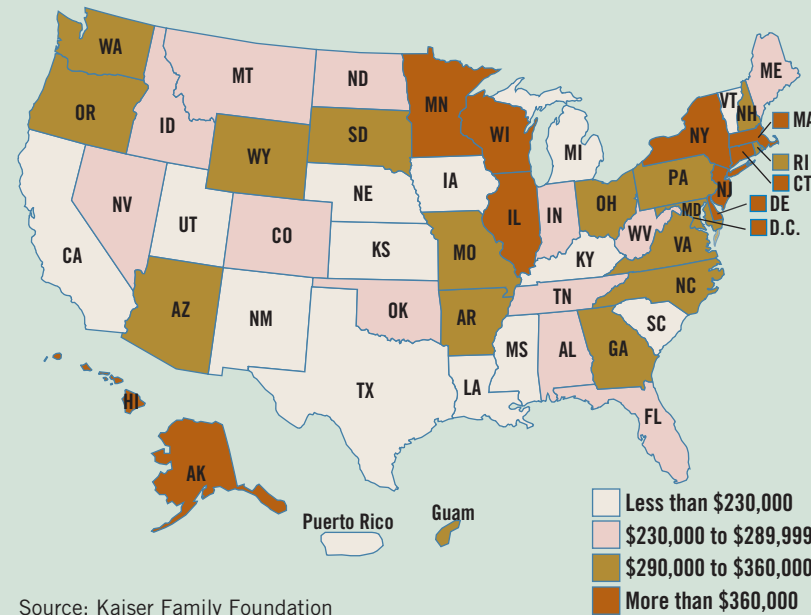 WA
MT
ND
MN
ME
VT
NH
OR
ID
SD
WI
NY
MA
WY
MI
RI
CT
PA
NJ
NE
IA
DE
NV
IL
IN
OH
MD
D.C.
UT
CO
WV
VA
CA
KS
MO
KY
NC
TN
AZ
NM
OK
AR
SC
MS
AL
GA
TX
LA
FL
HI
AK
Puerto Rico
Guam
Less than $230,000
$230,000 to $289,999
$290,000 to $360,000
More than $360,000
Source: Kaiser Family Foundation